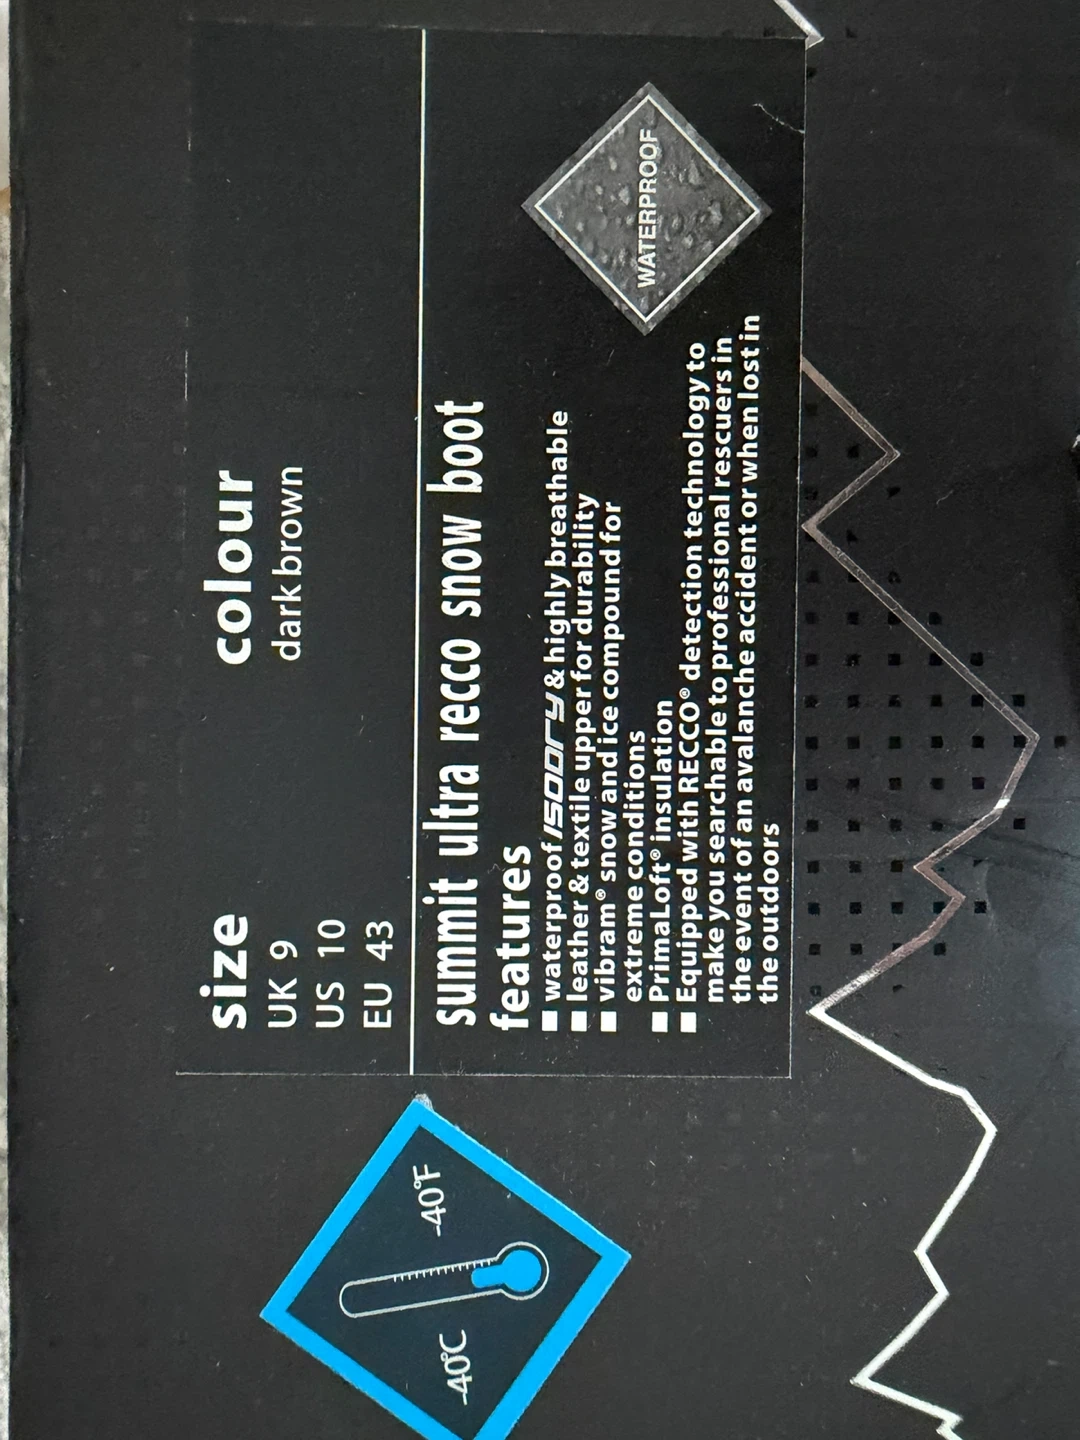 size
UK 9
US 10
EU 43
colour
dark brown
summit ultra recco snow boot
features
■ waterproof ISODRY & highly breathable
■ leather & textile upper for durability
■ vibram® snow and ice compound for
extreme conditions
■ PrimaLoft® insulation
■ Equipped with RECCO® detection technology to
make you searchable to professional rescuers in
the event of an avalanche accident or when lost in
the outdoors
WATERPROOF
-40°C
-40°F